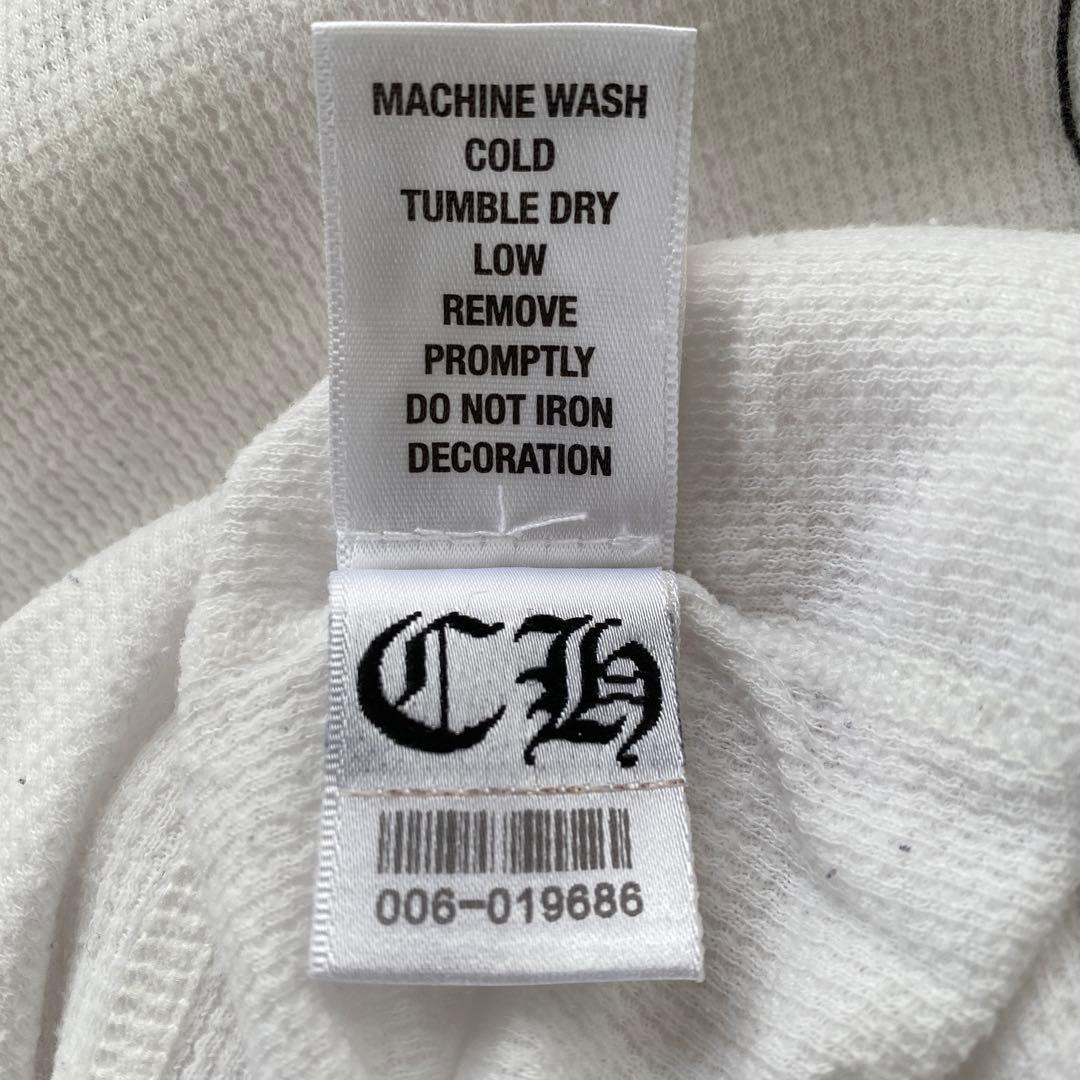 MACHINE WASH
COLD
TUMBLE DRY
LOW
REMOVE
PROMPTLY
DO NOT IRON
DECORATION
CH
006-019686